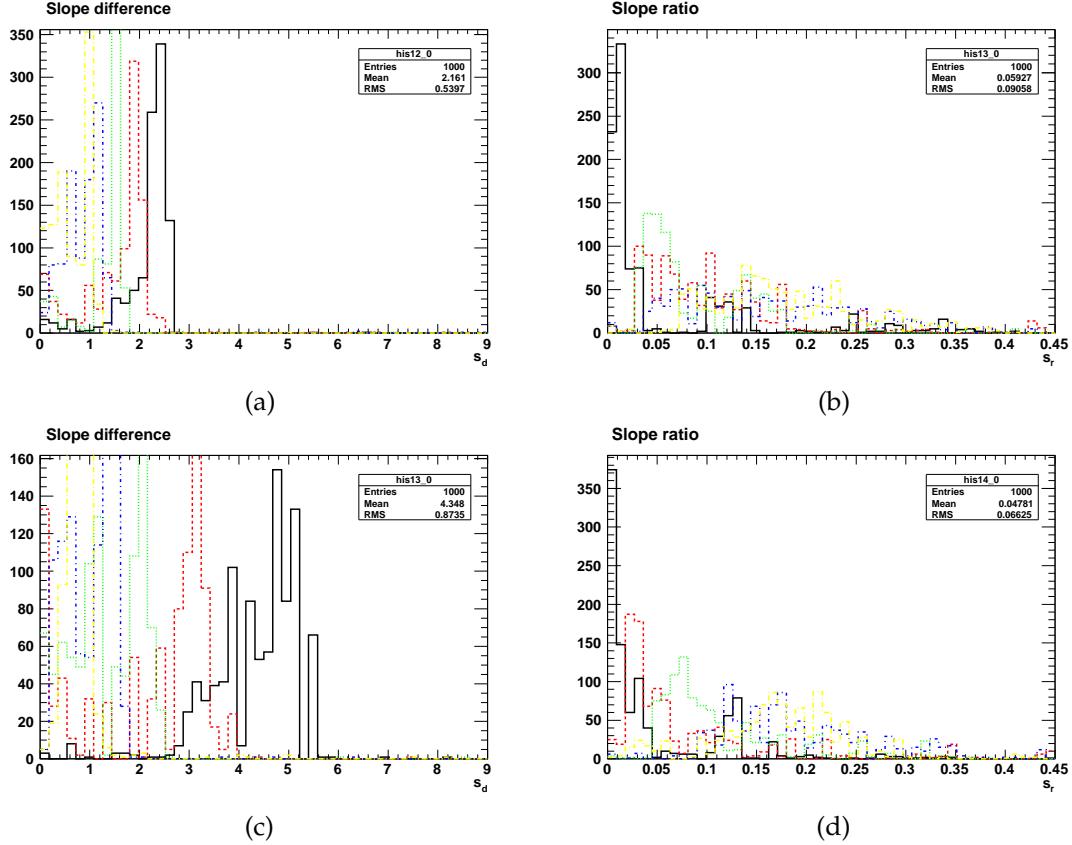 Slope difference
350
300
250
200
150
100
50
0
his12_0
Entries 1000
Mean 2.161
RMS 0.5397
0 1 2 3 4 5 6 7 8 9
s_d
(a)
Slope ratio
300
250
200
150
100
50
0
his13_0
Entries 1000
Mean 0.05927
RMS 0.09058
0 0.05 0.1 0.15 0.2 0.25 0.3 0.35 0.4 0.45
s_r
(b)
Slope difference
160
140
120
100
80
60
40
20
0
his13_0
Entries 1000
Mean 4.348
RMS 0.8735
0 1 2 3 4 5 6 7 8 9
s_d
(c)
Slope ratio
350
300
250
200
150
100
50
0
his14_0
Entries 1000
Mean 0.04781
RMS 0.06625
0 0.05 0.1 0.15 0.2 0.25 0.3 0.35 0.4 0.45
s_r
(d)